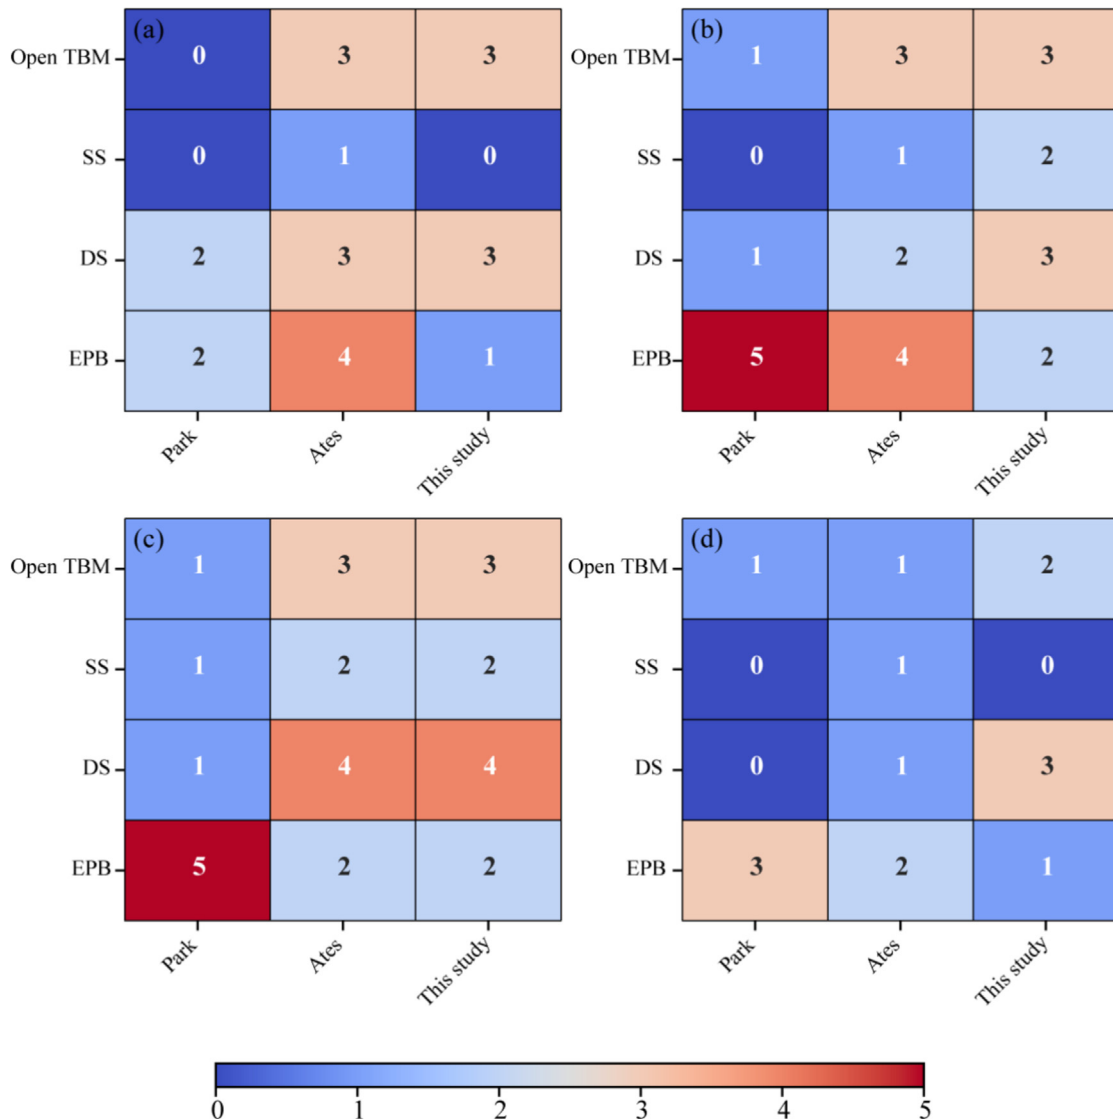 (a)
Open TBM 0 3 3
SS 0 1 0
DS 2 3 3
EPB 2 4 1
Park Ates This study
(b)
Open TBM 1 3 3
SS 0 1 2
DS 1 2 3
EPB 5 4 2
Park Ates This study
(c)
Open TBM 1 3 3
SS 1 2 2
DS 1 4 4
EPB 5 2 2
Park Ates This study
(d)
Open TBM 1 1 2
SS 0 1 0
DS 0 1 3
EPB 3 2 1
Park Ates This study
0 1 2 3 4 5